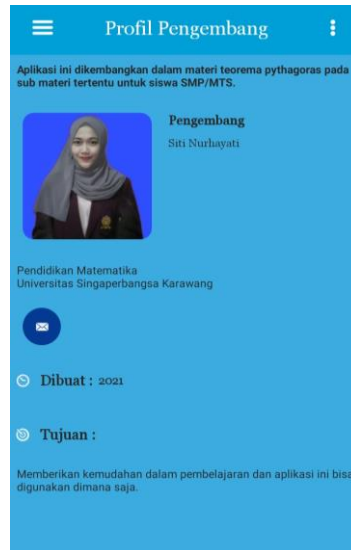 Profil Pengembang
Aplikasi ini dikembangkan dalam materi teorema pythagoras pada
sub materi tertentu untuk siswa SMP/MTS.
Pengembang
Siti Nurhayati
Pendidikan Matematika
Universitas Singaperbangsa Karawang
Dibuat : 2021
Tujuan :
Memberikan kemudahan dalam pembelajaran dan aplikasi ini bisa
digunakan dimana saja.